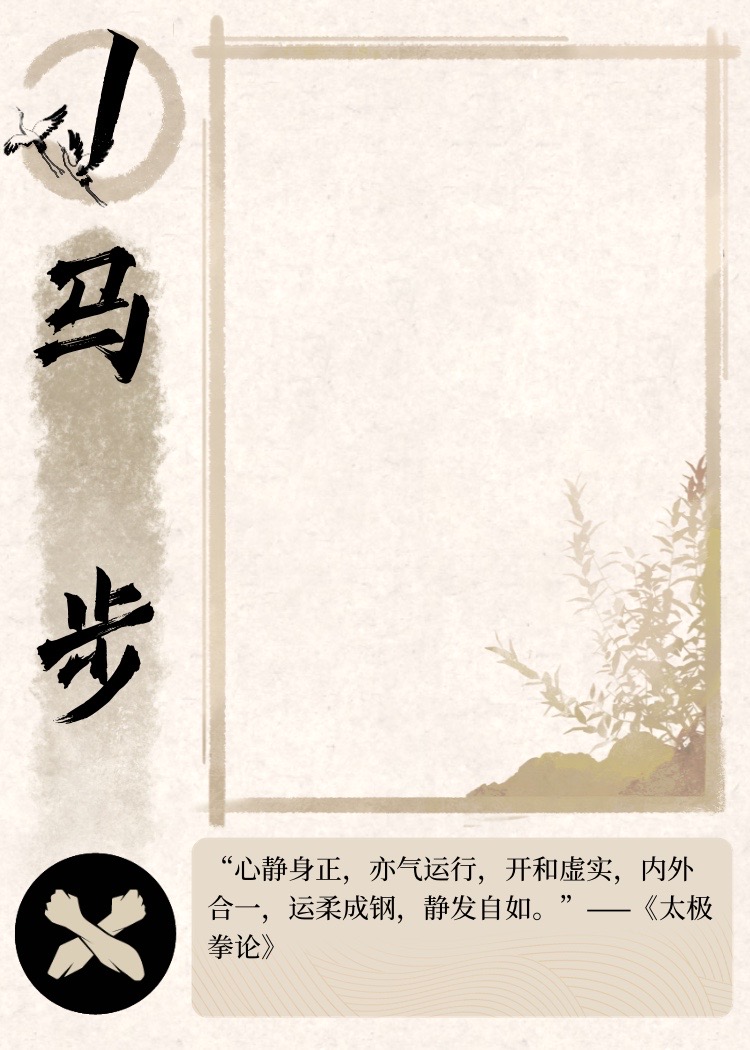 1
马
步
“心静身正，亦气运行，开和虚实，内外
合一，运柔成钢，静发自如。”——《太极
拳论》